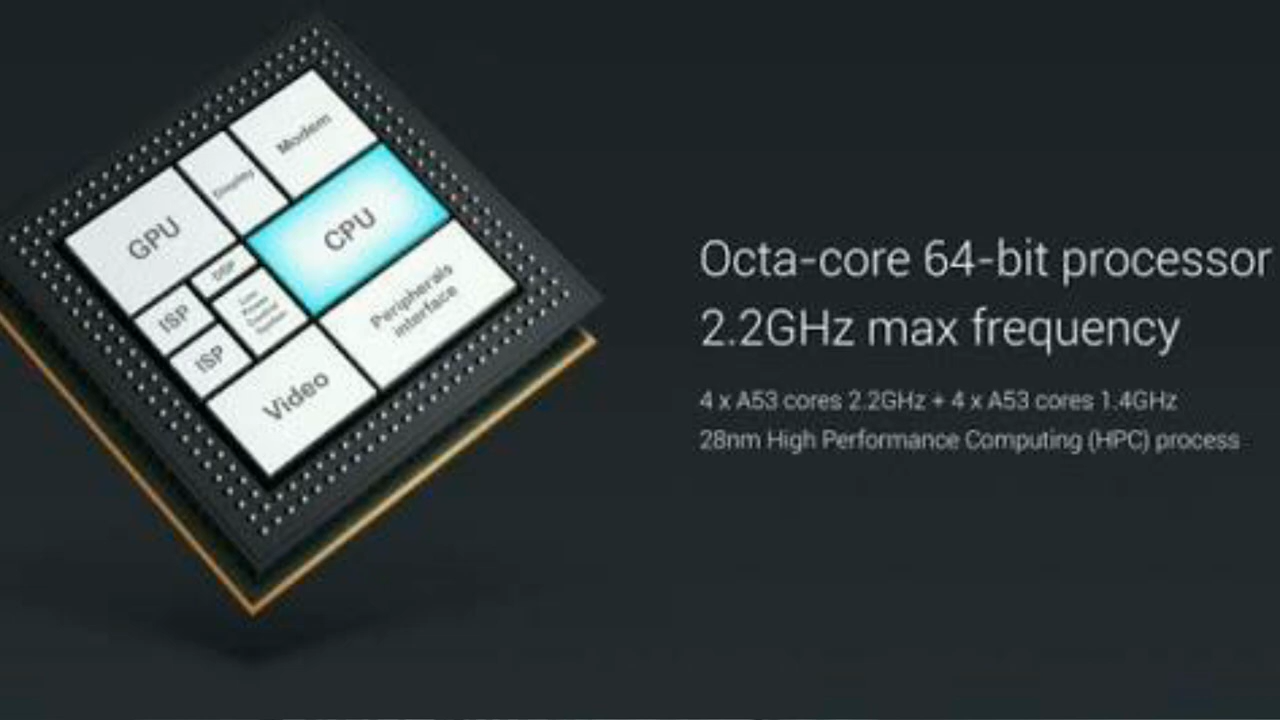 Modem
Display
GPU
CPU
DSP
ISP
Peripherals
interface
ISP
Video
Octa-core 64-bit processor
2.2GHz max frequency
4 x A53 cores 2.2GHz + 4 x A53 cores 1.4GHz
28nm High Performance Computing (HPC) process